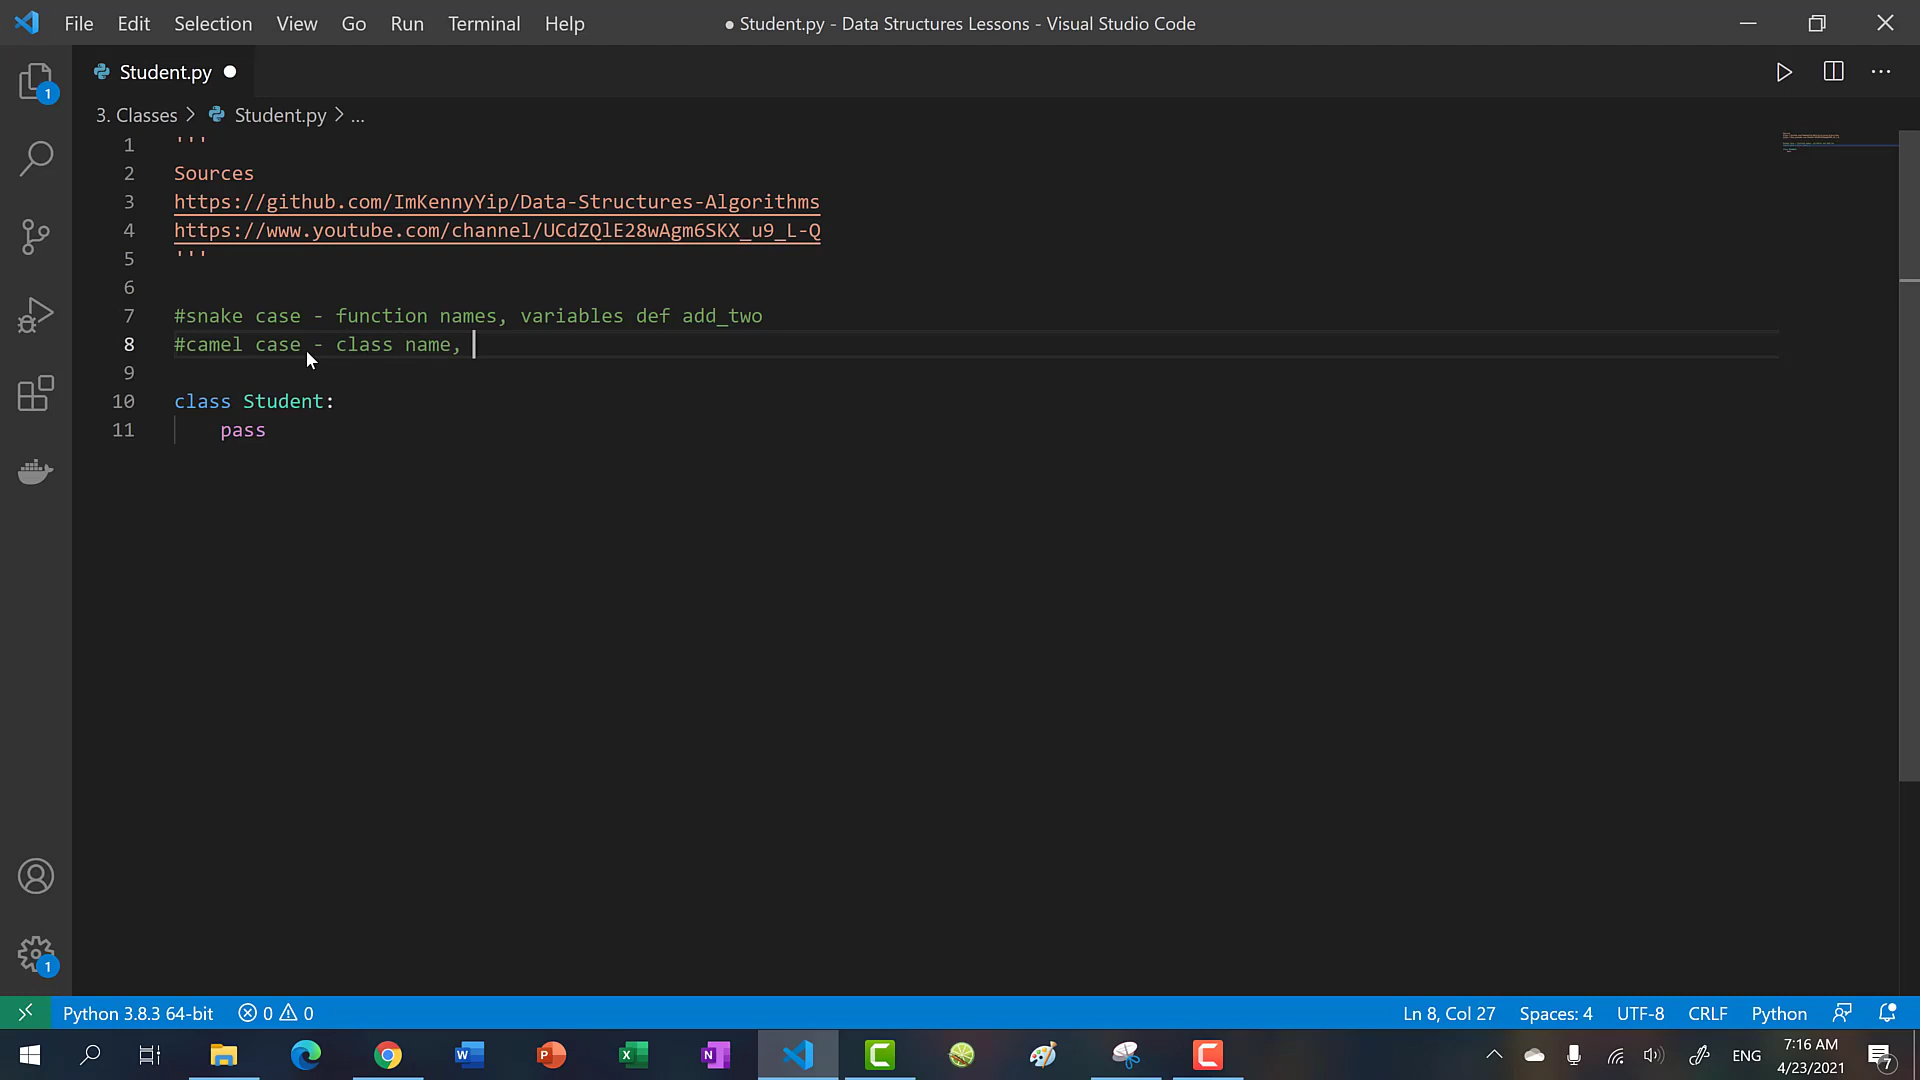 File Edit Selection View Go Run Terminal Help
● Student.py - Data Structures Lessons - Visual Studio Code
1
Student.py
3. Classes > Student.py > ...
1 '''
2 Sources
3 https://github.com/ImKennyYip/Data-Structures-Algorithms
4 https://www.youtube.com/channel/UCdZQlE28wAgm6SKX_u9_L-Q
5 '''
6
7 #snake case - function names, variables def add_two
8 #camel case - class name,
9
10 class Student:
11 pass
1
Python 3.8.3 64-bit 0 0 Ln 8, Col 27 Spaces: 4 UTF-8 CRLF Python
W P X N C C ENG 7:16 AM
4/23/2021 7